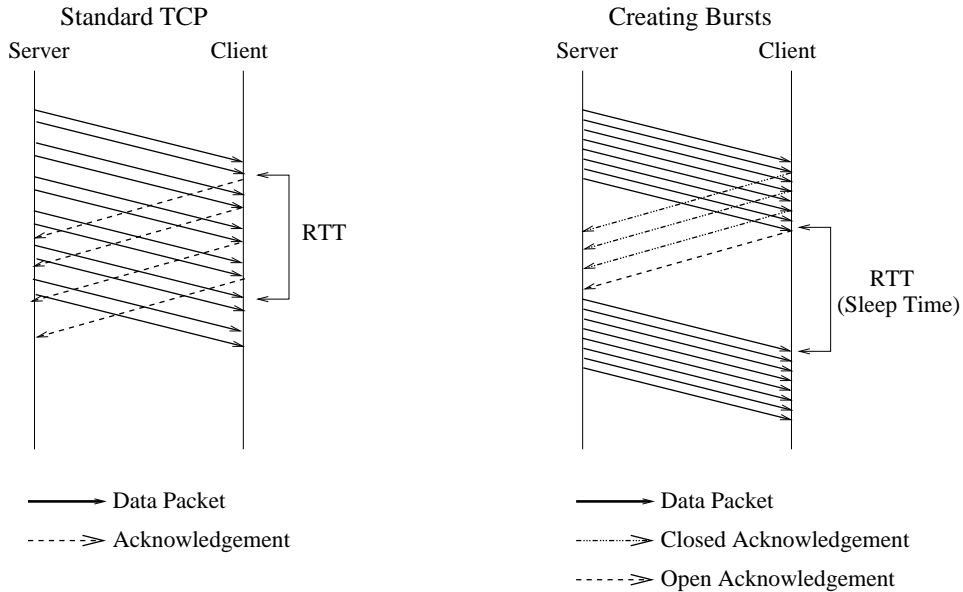 Standard TCP
Server
Client
RTT
Data Packet
Acknowledgement
Creating Bursts
Server
Client
RTT
(Sleep Time)
Data Packet
Closed Acknowledgement
Open Acknowledgement